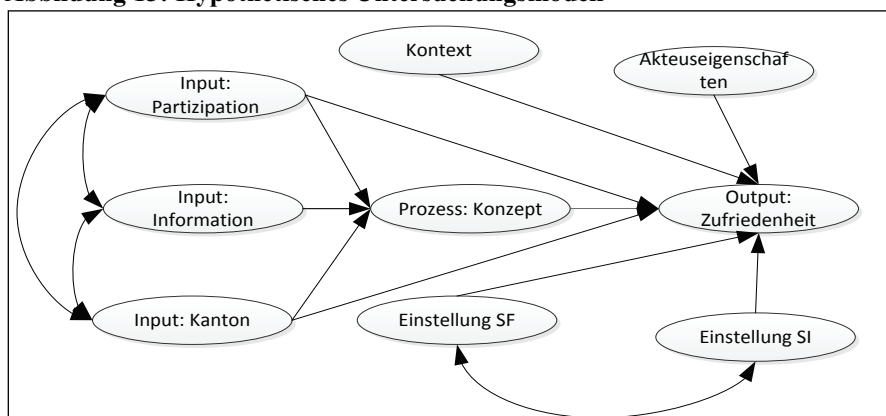 Abbildung Hypothetisches Untersuchungsmodell
Kontext
Akteuseigenschaf
ten
Input:
Partizipation
Input:
Information
Prozess: Konzept
Output:
Zufriedenheit
Input: Kanton
Einstellung SF
Einstellung SI